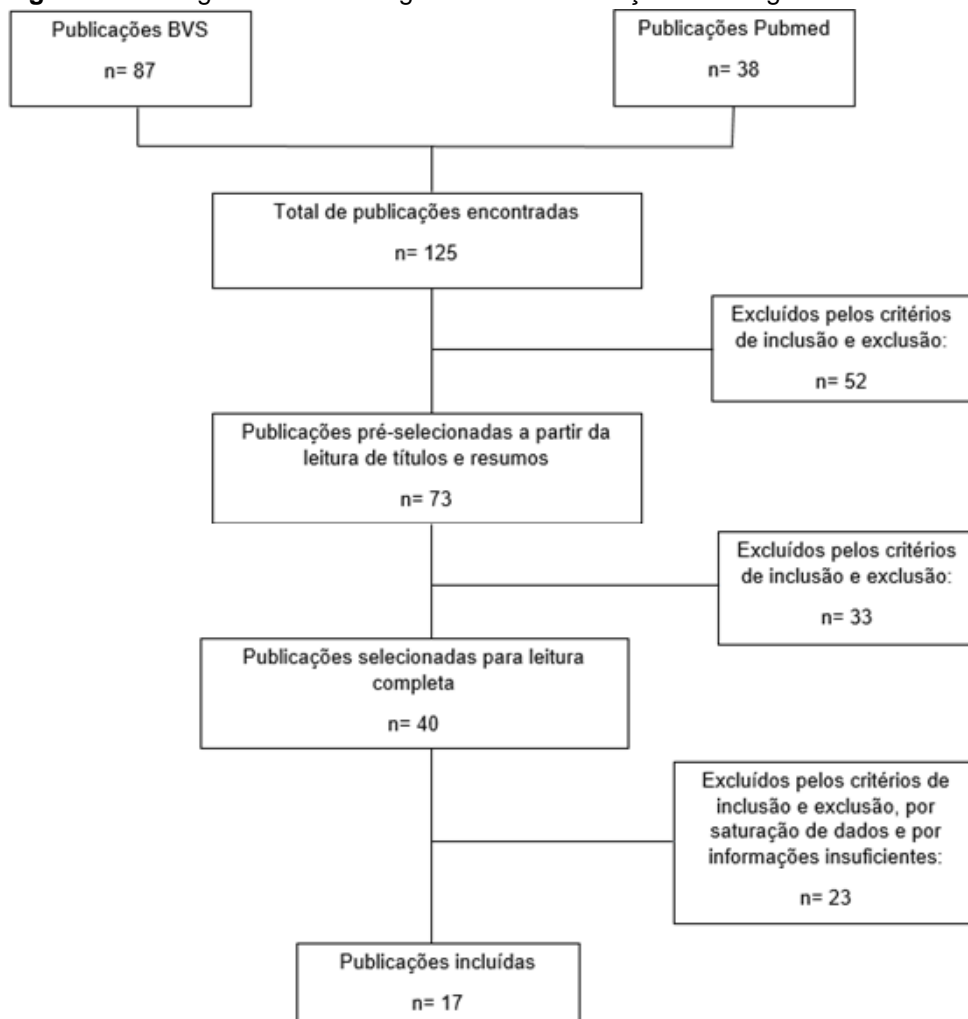 Publicações BVS
n= 87
Publicações Pubmed
n= 38
Total de publicações encontradas
n= 125
Excluídos pelos critérios
de inclusão e exclusão:
n= 52
Publicações pré-selecionadas a partir da
leitura de títulos e resumos
n= 73
Excluídos pelos critérios
de inclusão e exclusão:
n= 33
Publicações selecionadas para leitura
completa
n= 40
Excluídos pelos critérios de
inclusão e exclusão, por
saturação de dados e por
informações insuficientes:
n= 23
Publicações incluídas
n= 17